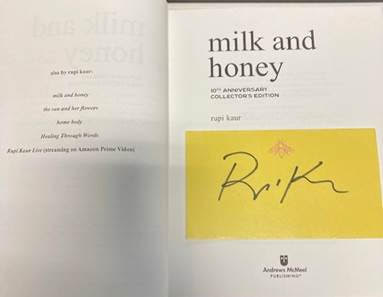 also by rupi kaur:
milk and honey
the sun and her flowers
home body
Healing Through Words
Rupi Kaur Live (streaming on Amazon Prime Video)
milk and
honey
10TH ANNIVERSARY
COLLECTOR'S EDITION
rupi kaur
Rupi K
Andrews McMeel
PUBLISHING®